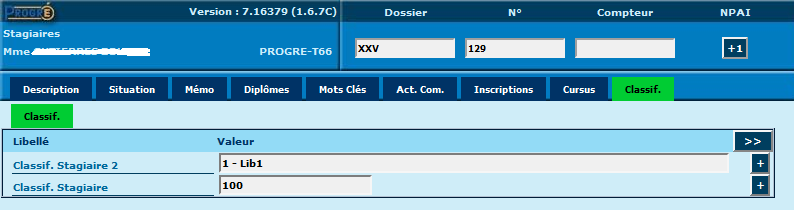 PROGRÉ Version : 7.16379 (1.6.7C) Dossier N° Compteur NPAI
Stagiaires
Mme PROGRE-T66 XXV 129 +1
Description Situation Mémo Diplômes Mots Clés Act. Com. Inscriptions Cursus Classif.
Classif.
Libellé Valeur >>
Classif. Stagiaire 2 1 - Lib1 +
Classif. Stagiaire 100 +